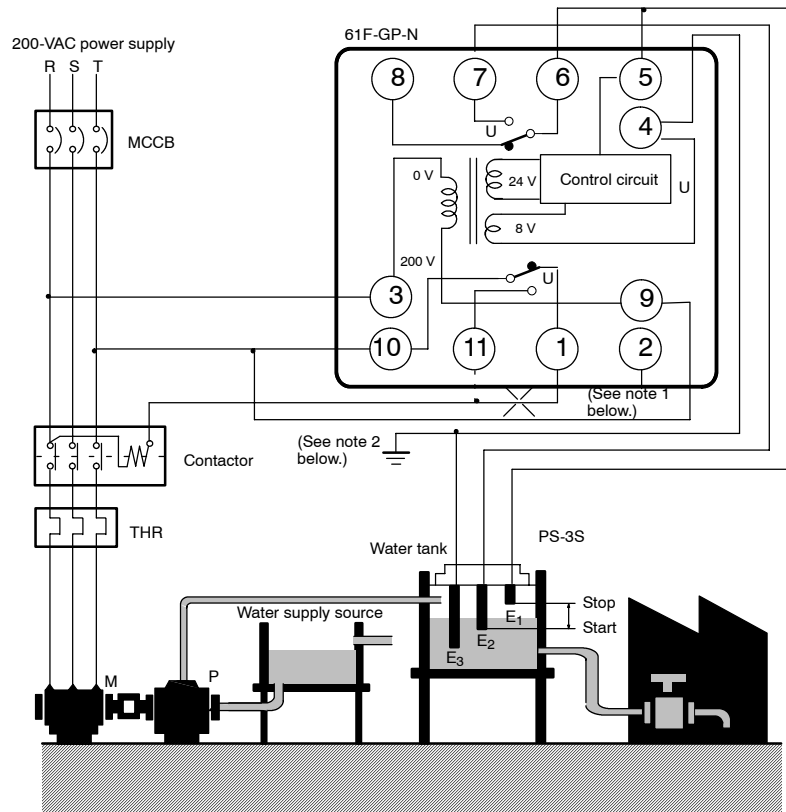 61F-GP-N
200-VAC power supply
R S T
8 7 6 5
4
MCCB
U
0 V
24 V
Control circuit
U
8 V
200 V
3
U
9
10 11 1 2
(See note 1
below.)
(See note 2
below.)
Contactor
THR
Water tank
PS-3S
Water supply source
Stop
E1
Start
E2
E3
M
P